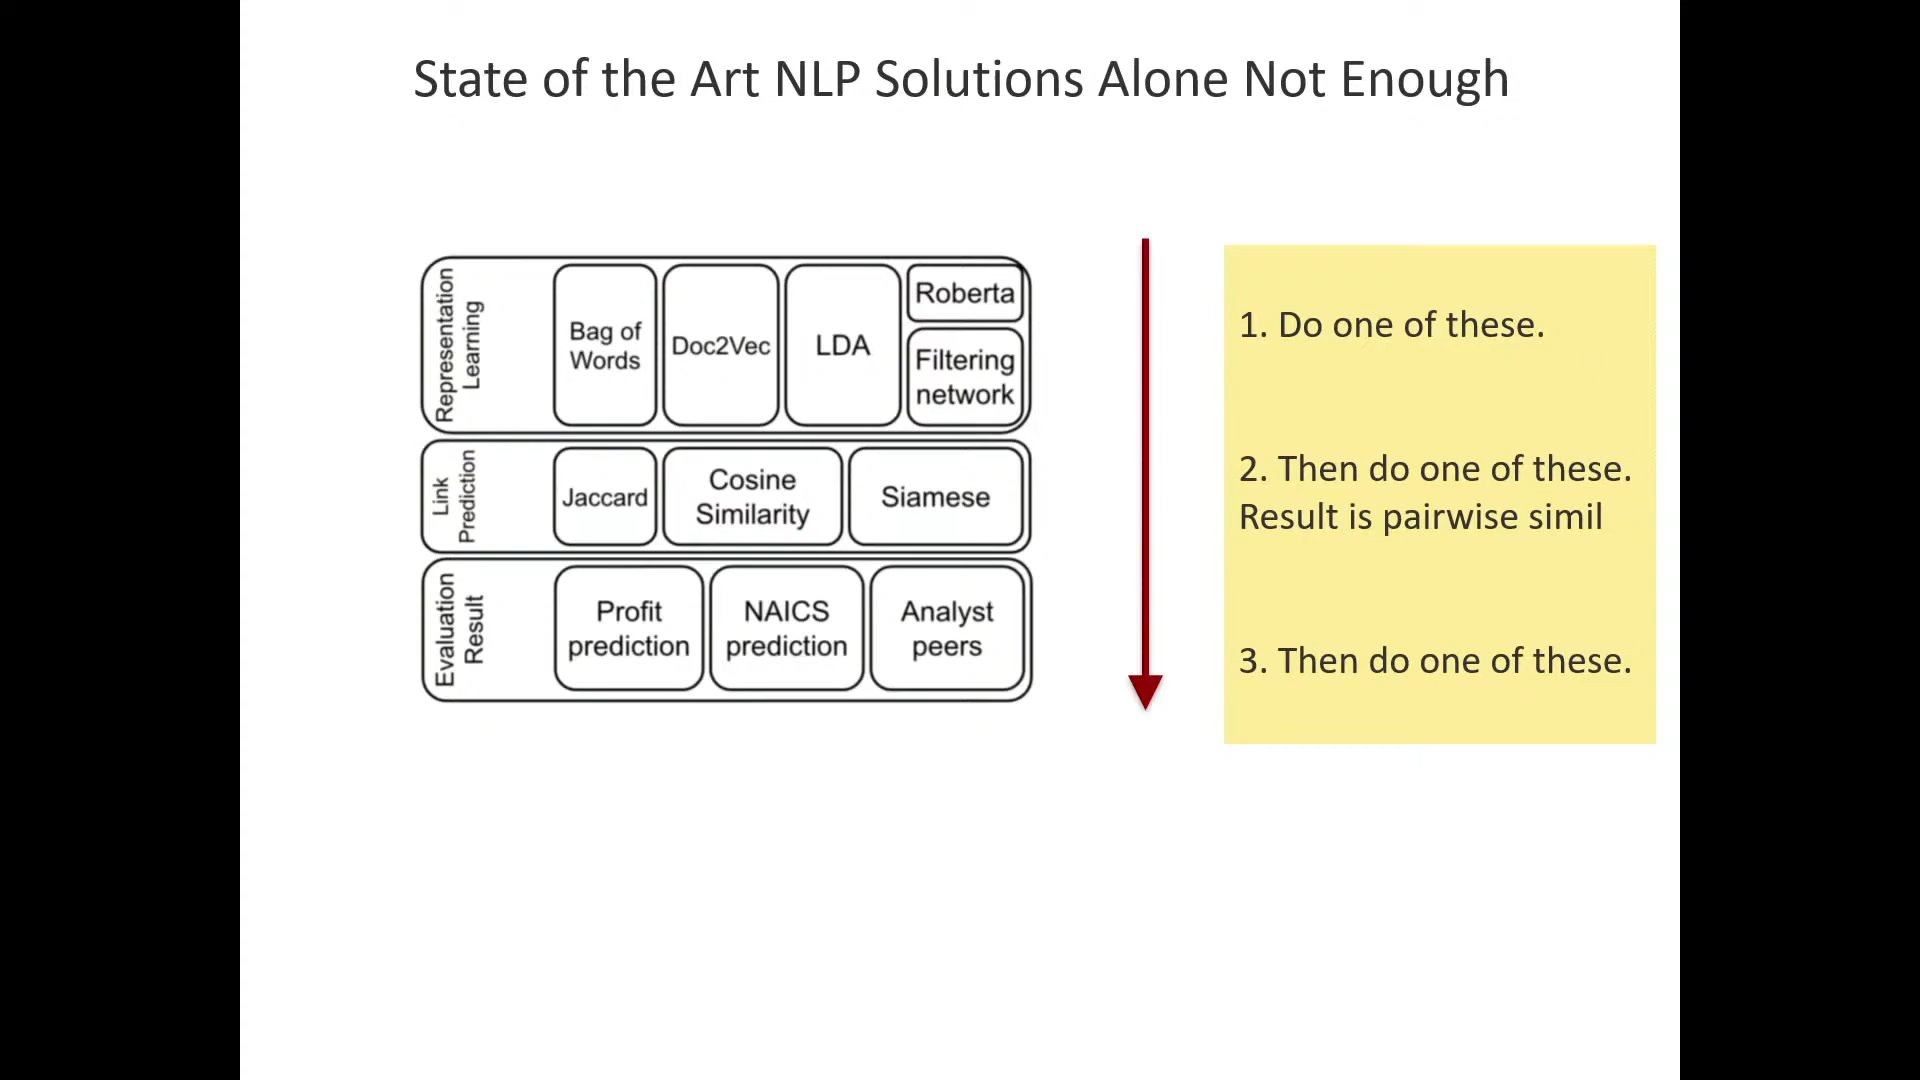 State of the Art NLP Solutions Alone Not Enough
Representation
Learning
Bag of
Words
Doc2Vec
LDA
Roberta
Filtering
network
Link
Prediction
Jaccard
Cosine
Similarity
Siamese
Evaluation
Result
Profit
prediction
NAICS
prediction
Analyst
peers
1. Do one of these.
2. Then do one of these.
Result is pairwise simil
3. Then do one of these.